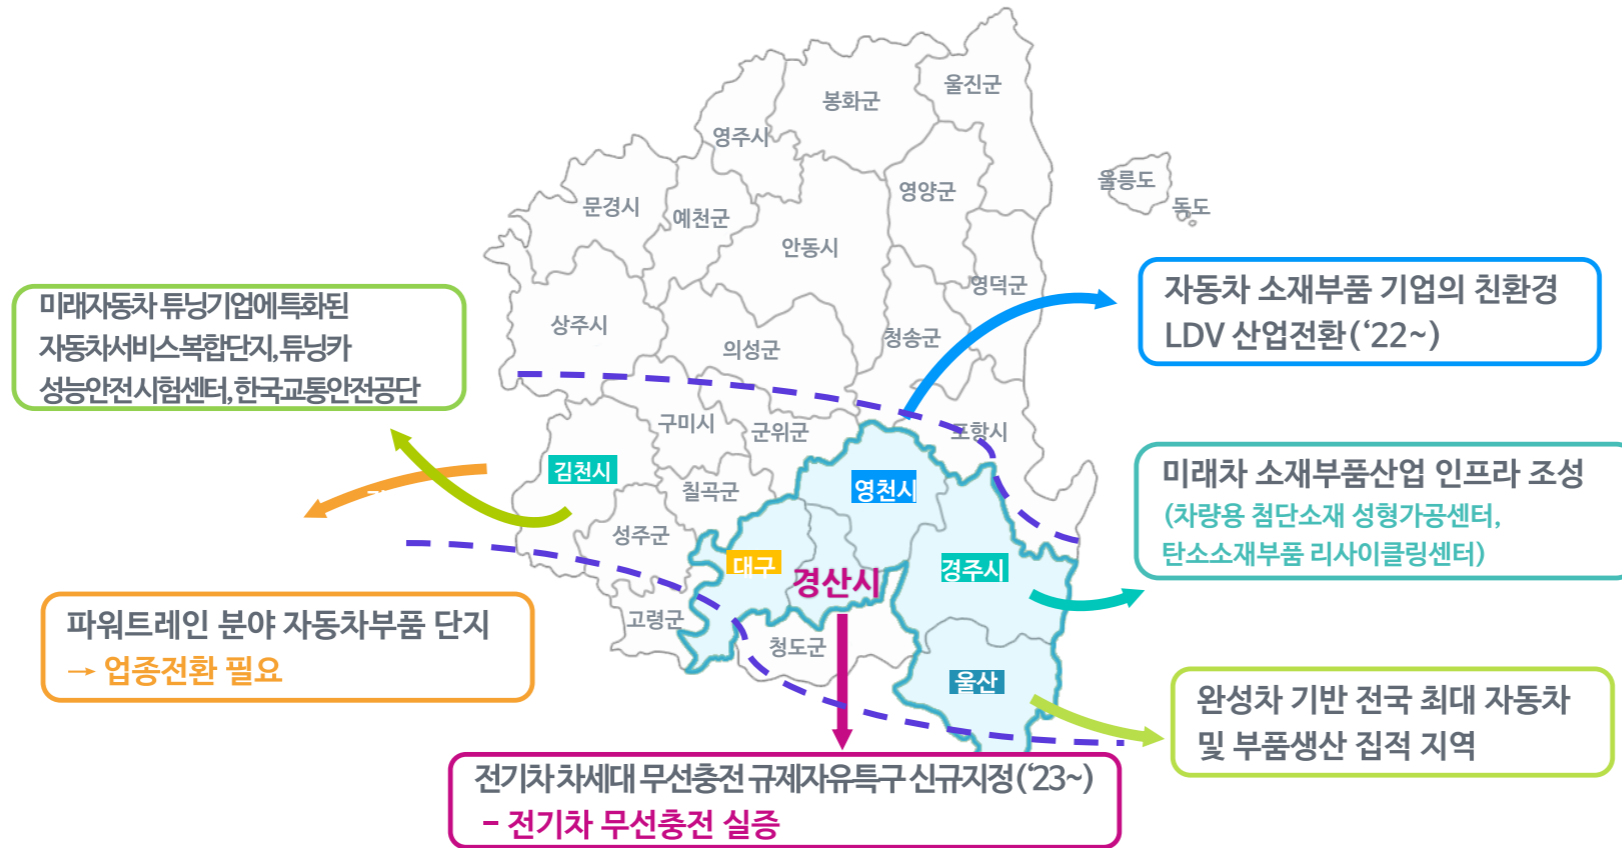 울진군
봉화군
영주시
울릉도
영양군
문경시
예천군
독도
안동시
영덕군
자동차 소재부품 기업의 친환경
LDV 산업전환(‘22~)
미래자동차 튜닝기업에 특화된
자동차서비스 복합단지, 튜닝카
성능안전 시험센터, 한국교통안전공단
상주시
청송군
의성군
구미시
군위군
포항시
김천시
칠곡군
영천시
미래차 소재부품산업 인프라 조성
(차량용 첨단소재 성형가공센터,
탄소소재부품 리사이클링센터)
성주군
대구
경산시
경주시
파워트레인 분야 자동차부품 단지
→ 업종전환 필요
고령군
청도군
울산
완성차 기반 전국 최대 자동차
및 부품생산 집적 지역
전기차 차세대 무선충전 규제자유특구 신규지정(‘23~)
- 전기차 무선충전 실증